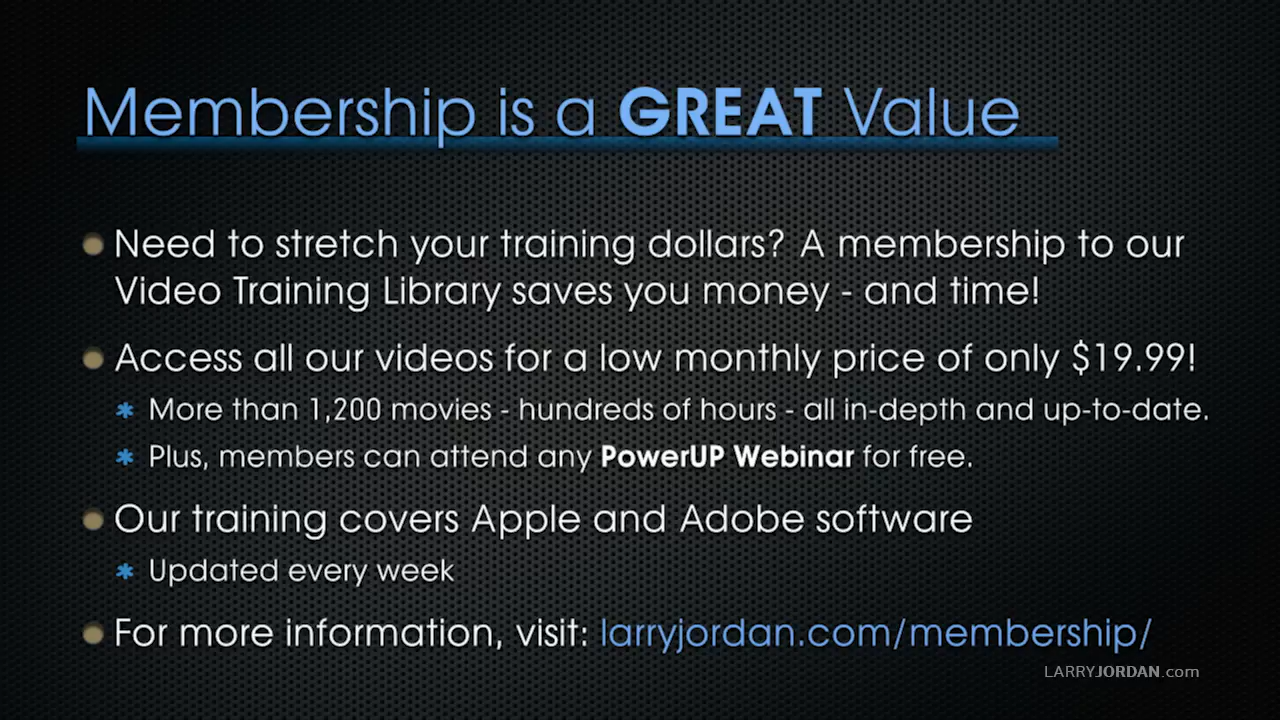 Membership is a GREAT Value
Need to stretch your training dollars? A membership to our
Video Training Library saves you money - and time!
Access all our videos for a low monthly price of only $19.99!
More than 1,200 movies - hundreds of hours - all in-depth and up-to-date.
Plus, members can attend any PowerUP Webinar for free.
Our training covers Apple and Adobe software
Updated every week
For more information, visit: larryjordan.com/membership/
LARRYJORDAN.com